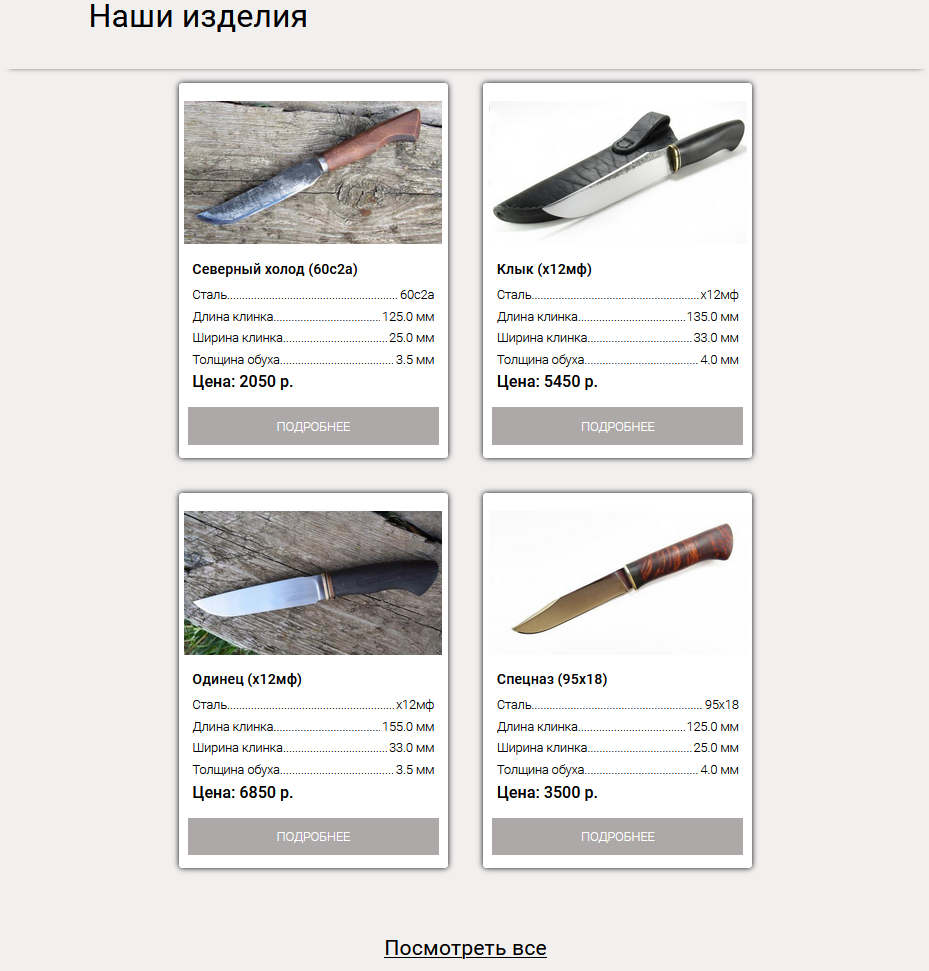 Наши изделия
Северный холод (60с2а)
Сталь........................................................ 60с2а
Длина клинка....................................125.0 мм
Ширина клинка...................................25.0 мм
Толщина обуха...................................... 3.5 мм
Цена: 2050 р.
ПОДРОБНЕЕ
Клык (х12мф)
Сталь........................................................х12мф
Длина клинка....................................135.0 мм
Ширина клинка...................................33.0 мм
Толщина обуха...................................... 4.0 мм
Цена: 5450 р.
ПОДРОБНЕЕ
Одинец (х12мф)
Сталь........................................................х12мф
Длина клинка....................................155.0 мм
Ширина клинка...................................33.0 мм
Толщина обуха...................................... 3.5 мм
Цена: 6850 р.
ПОДРОБНЕЕ
Спецназ (95х18)
Сталь........................................................ 95х18
Длина клинка....................................125.0 мм
Ширина клинка...................................25.0 мм
Толщина обуха...................................... 4.0 мм
Цена: 3500 р.
ПОДРОБНЕЕ
Посмотреть все